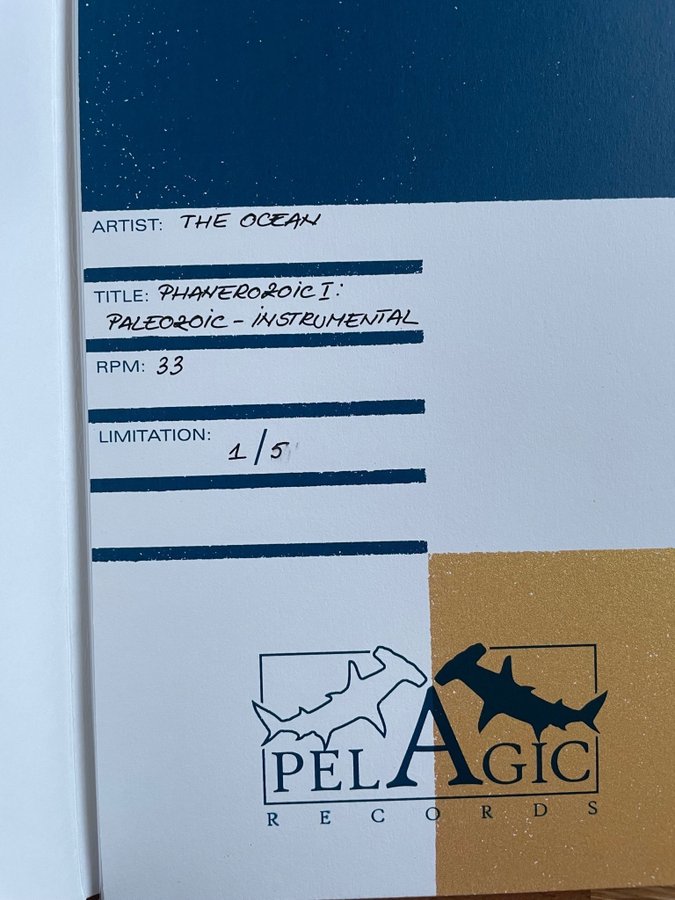 ARTIST: THE OCEAN
TITLE: PHANEROZOIC I:
PALEOZOIC - INSTRUMENTAL
RPM: 33
LIMITATION: 1/5
PELAGIC
RECORDS